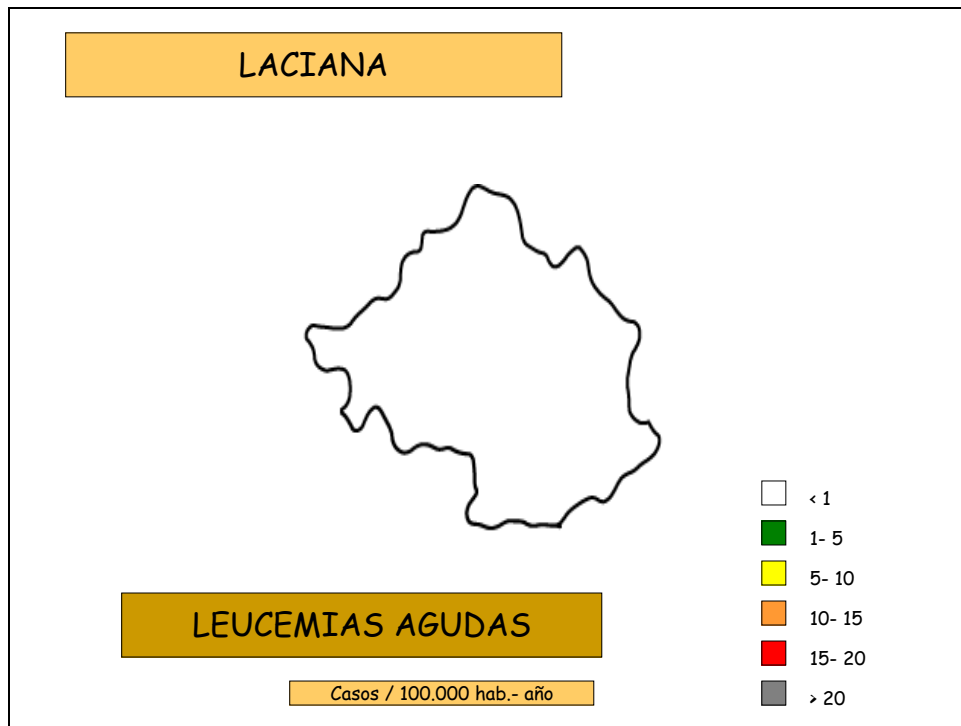 LACIANA
< 1
1- 5
5- 10
10- 15
15- 20
> 20
LEUCEMIAS AGUDAS
Casos / 100.000 hab.- año